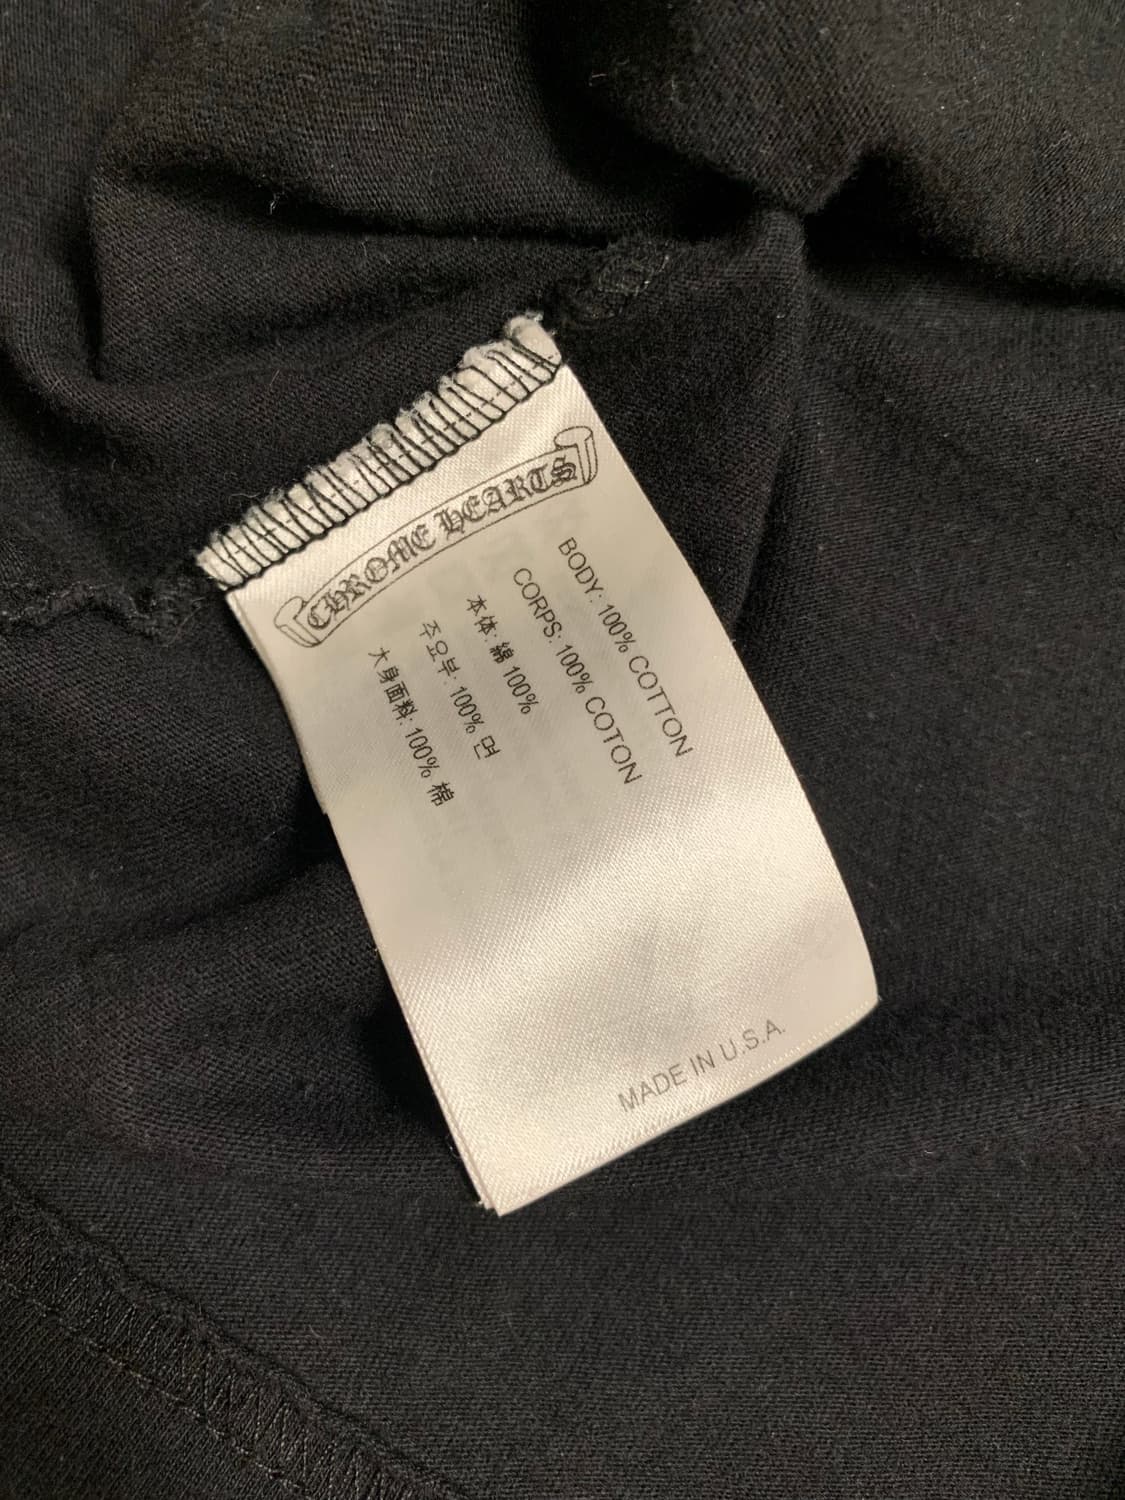 CHROME HEARTS
BODY: 100% COTTON
CORPS: 100% COTON
本体: 綿 100%
주요부: 100% 면
大身面料: 100% 棉
MADE IN U.S.A.